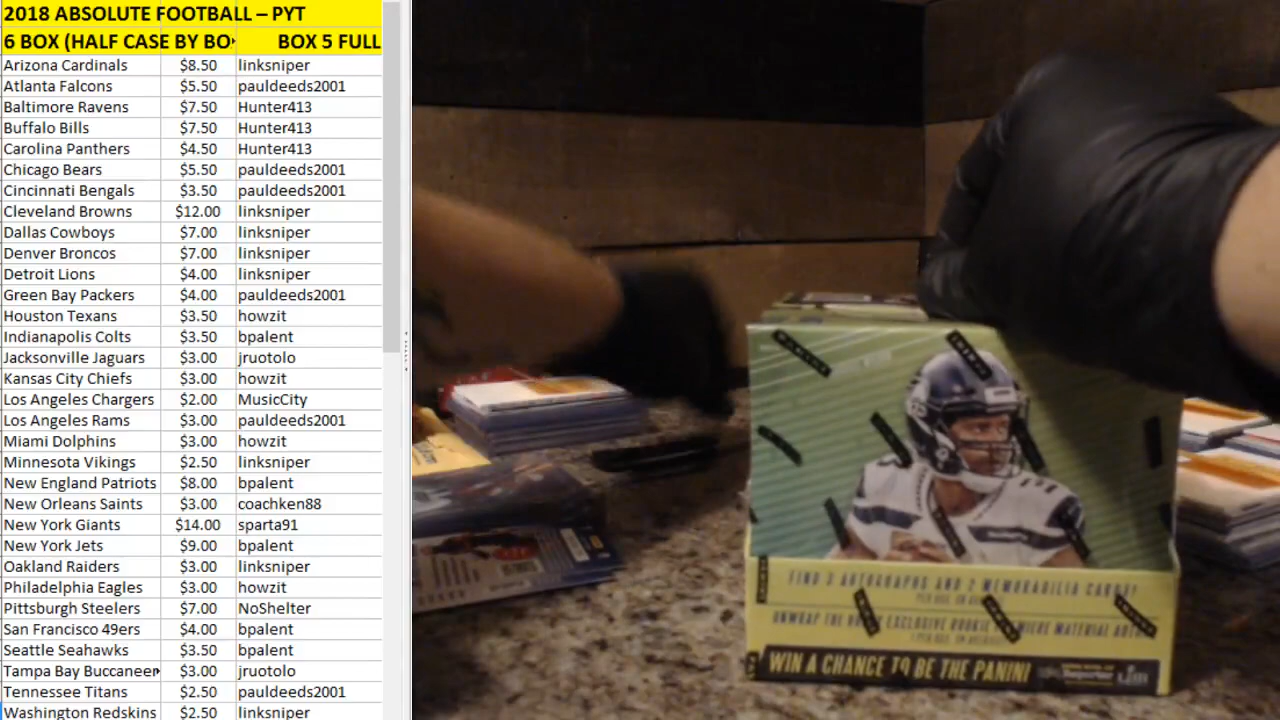 2018 ABSOLUTE FOOTBALL – PYT
6 BOX (HALF CASE BY BO BOX 5 FULL
Arizona Cardinals $8.50 linksniper
Atlanta Falcons $5.50 pauldeeds2001
Baltimore Ravens $7.50 Hunter413
Buffalo Bills $7.50 Hunter413
Carolina Panthers $4.50 Hunter413
Chicago Bears $5.50 pauldeeds2001
Cincinnati Bengals $3.50 pauldeeds2001
Cleveland Browns $12.00 linksniper
Dallas Cowboys $7.00 linksniper
Denver Broncos $7.00 linksniper
Detroit Lions $4.00 linksniper
Green Bay Packers $4.00 pauldeeds2001
Houston Texans $3.50 howzit
Indianapolis Colts $3.50 bpalent
Jacksonville Jaguars $3.00 jruotolo
Kansas City Chiefs $3.00 howzit
Los Angeles Chargers $2.00 MusicCity
Los Angeles Rams $3.00 pauldeeds2001
Miami Dolphins $3.00 howzit
Minnesota Vikings $2.50 linksniper
New England Patriots $8.00 bpalent
New Orleans Saints $3.00 coachken88
New York Giants $14.00 sparta91
New York Jets $9.00 bpalent
Oakland Raiders $3.00 linksniper
Philadelphia Eagles $3.00 howzit
Pittsburgh Steelers $7.00 NoShelter
San Francisco 49ers $4.00 bpalent
Seattle Seahawks $3.50 bpalent
Tampa Bay Buccaneer $3.00 jruotolo
Tennessee Titans $2.50 pauldeeds2001
Washington Redskins $2.50 linksniper
FIND 3 AUTOGRAPHS AND 2 MEMORABILIA CARDS!
PER BOX, ON
UNWRAP THE EXCLUSIVE ROOKIE MATERIAL
WIN A CHANCE TO BE THE PANINI